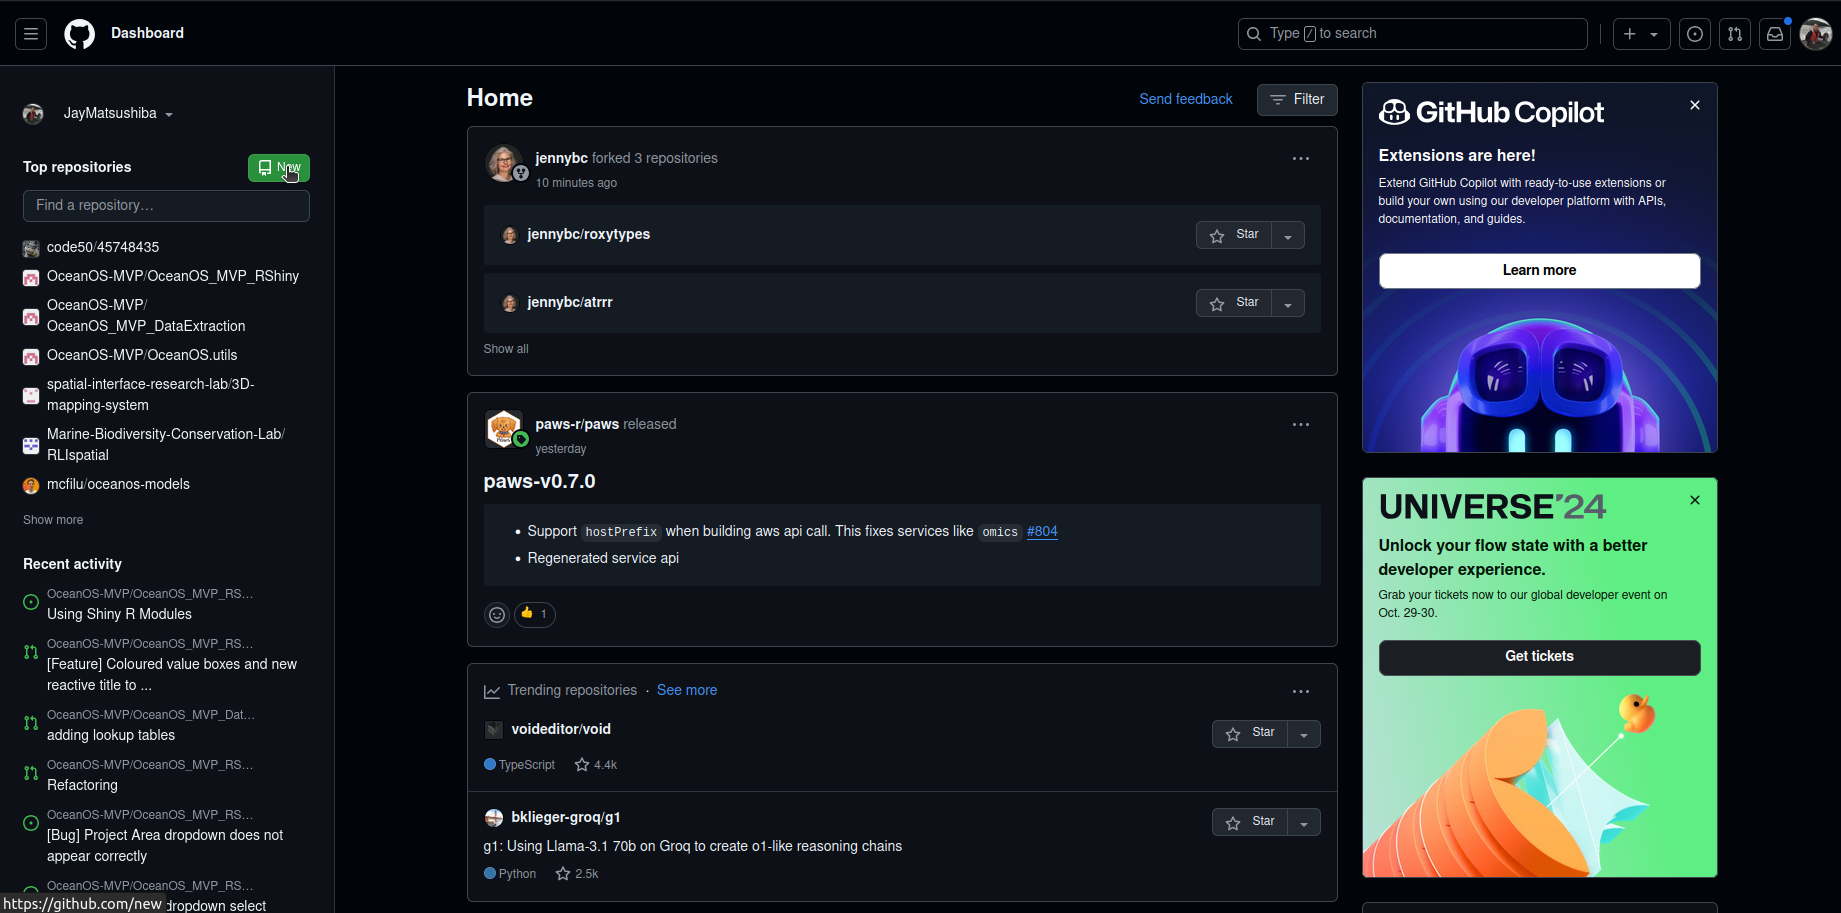 Dashboard
Type / to search
JayMatsushiba
Top repositories
New
Find a repository…
code50/45748435
OceanOS-MVP/OceanOS_MVP_RShiny
OceanOS-MVP/
OceanOS_MVP_DataExtraction
OceanOS-MVP/OceanOS.utils
spatial-interface-research-lab/3D-
mapping-system
Marine-Biodiversity-Conservation-Lab/
RLIspatial
mcfilu/oceanos-models
Show more
Recent activity
OceanOS-MVP/OceanOS_MVP_RS…
Using Shiny R Modules
OceanOS-MVP/OceanOS_MVP_RS…
[Feature] Coloured value boxes and new
reactive title to ...
OceanOS-MVP/OceanOS_MVP_Dat…
adding lookup tables
OceanOS-MVP/OceanOS_MVP_RS…
Refactoring
OceanOS-MVP/OceanOS_MVP_RS…
[Bug] Project Area dropdown does not
appear correctly
OceanOS-MVP/OceanOS_MVP_RS…
dropdown select
https://github.com/new
Home
Send feedback
Filter
jennybc forked 3 repositories
10 minutes ago
jennybc/roxytypes
Star
jennybc/atrrr
Star
Show all
paws-r/paws released
yesterday
paws-v0.7.0
• Support hostPrefix when building aws api call. This fixes services like omics #804
• Regenerated service api
👍 1
Trending repositories · See more
voideditor/void
Star
TypeScript 4.4k
bklieger-groq/g1
Star
g1: Using Llama-3.1 70b on Groq to create o1-like reasoning chains
Python 2.5k
GitHub Copilot
Extensions are here!
Extend GitHub Copilot with ready-to-use extensions or
build your own using our developer platform with APIs,
documentation, and guides.
Learn more
UNIVERSE'24
Unlock your flow state with a better
developer experience.
Grab your tickets now to our global developer event on
Oct. 29-30.
Get tickets